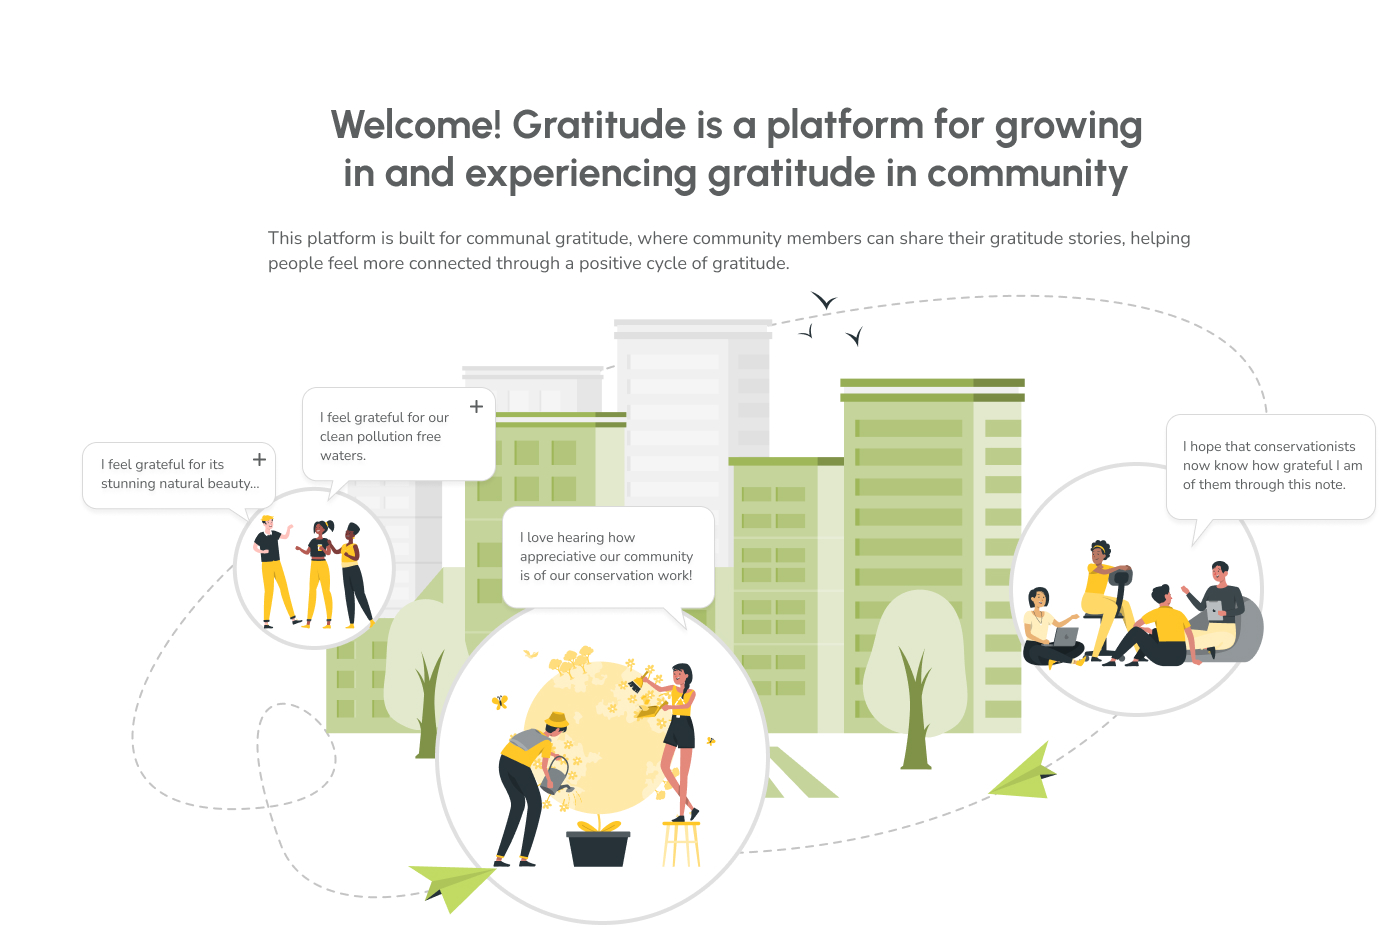 Welcome! Gratitude is a platform for growing
in and experiencing gratitude in community
This platform is built for communal gratitude, where community members can share their gratitude stories, helping
people feel more connected through a positive cycle of gratitude.
I feel grateful for our
clean pollution free
waters.
I feel grateful for its
stunning natural beauty...
I hope that conservationists
now know how grateful I am
of them through this note.
I love hearing how
appreciative our community
is of our conservation work!